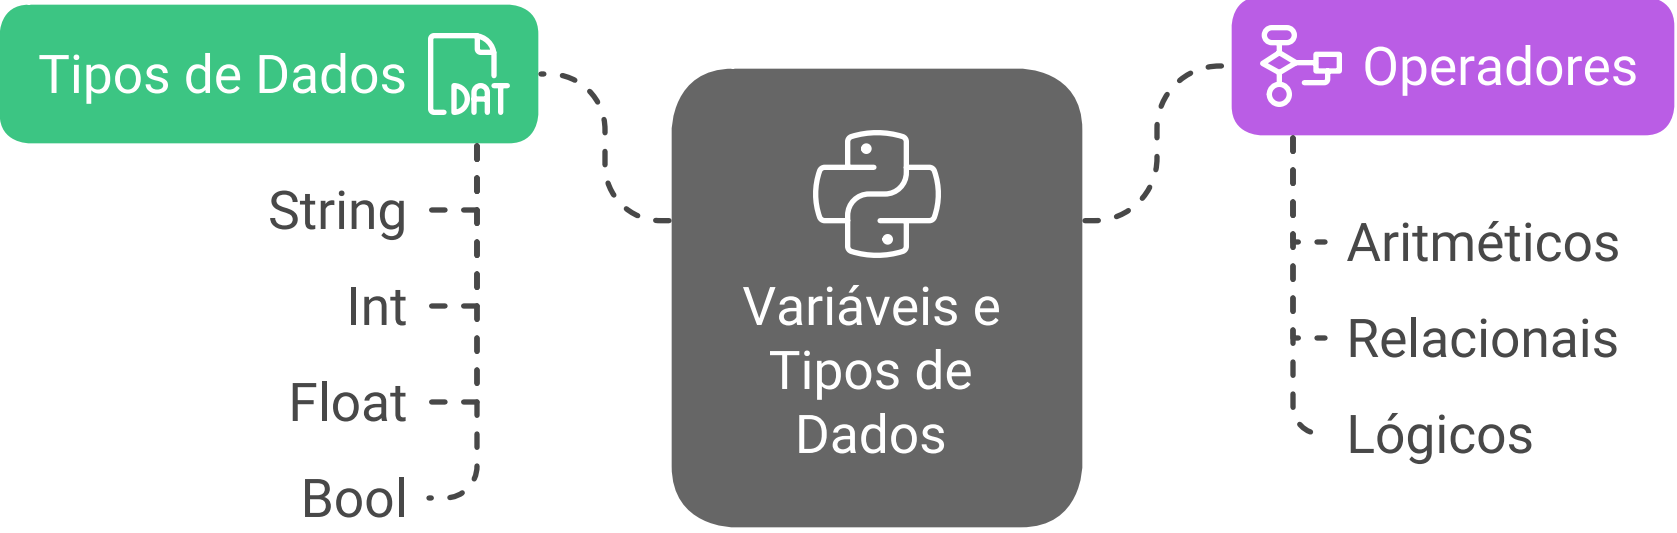 Tipos de Dados
DAT
String
Int
Float
Bool
Variáveis e
Tipos de
Dados
Operadores
Aritméticos
Relacionais
Lógicos